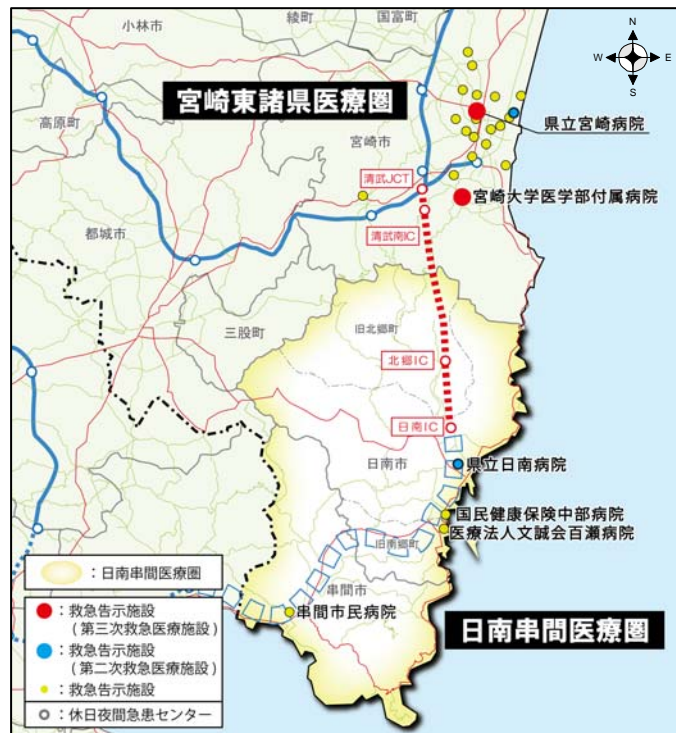 綾町
国富町
小林市
N
W
E
S
宮崎東諸県医療圏
高原町
県立宮崎病院
宮崎市
清武JCT
宮崎大学医学部付属病院
清武南IC
都城市
三股町
旧北郷町
北郷IC
日南IC
日南市
県立日南病院
国民健康保険中部病院
医療法人文誠会百瀬病院
旧南郷町
：日南串間医療圏
串間市
串間市民病院
日南串間医療圏
：救急告示施設
(第三次救急医療施設)
：救急告示施設
(第二次救急医療施設)
：救急告示施設
：休日夜間急患センター